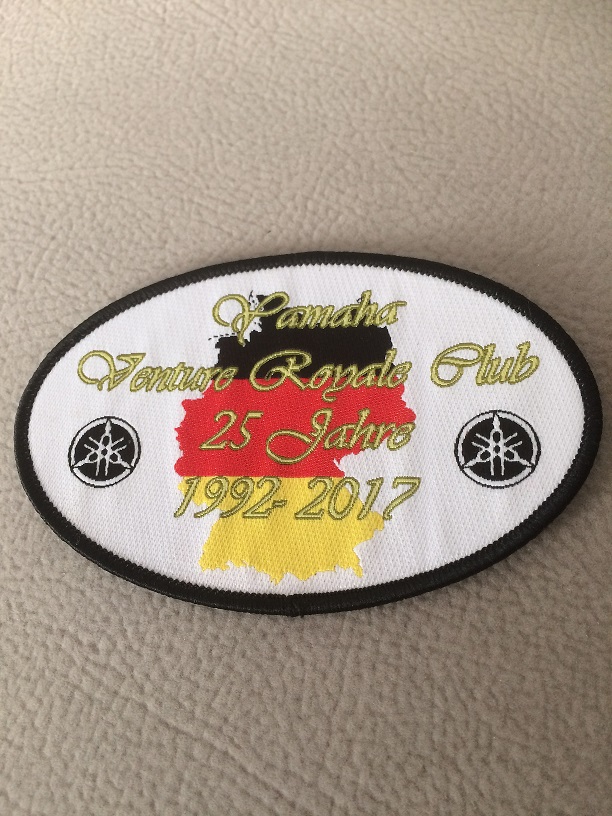 Yamaha
Venture Royale Club
25 Jahre
1992-2017